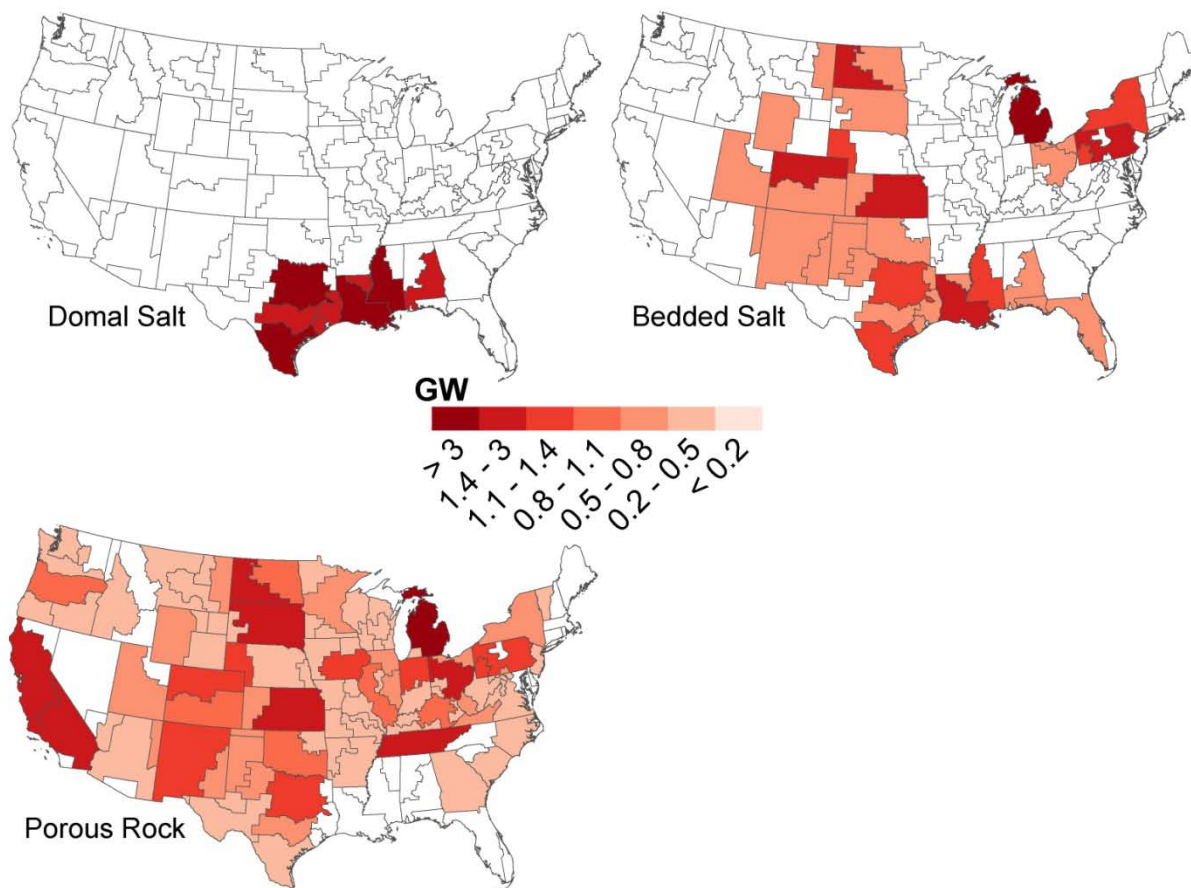 Domal Salt
Bedded Salt
GW
> 3
1.4 - 3
1.1 - 1.4
0.8 - 1.1
0.5 - 0.8
0.2 - 0.5
< 0.2
Porous Rock